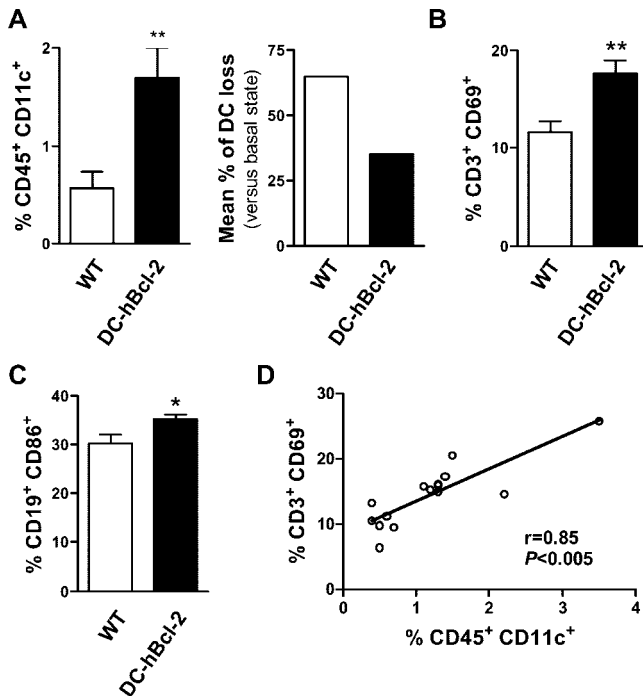 A
% CD45+ CD11c+
2
1
0
**
WT
DC-hBcl-2
Mean % of DC loss
(versus basal state)
75
50
25
0
WT
DC-hBcl-2
B
% CD3+ CD69+
20
10
0
**
WT
DC-hBcl-2
C
% CD19+ CD86+
40
30
20
10
0
*
WT
DC-hBcl-2
D
% CD3+ CD69+
30
20
10
0
r=0.85
P<0.005
0 1 2 3 4
% CD45+ CD11c+